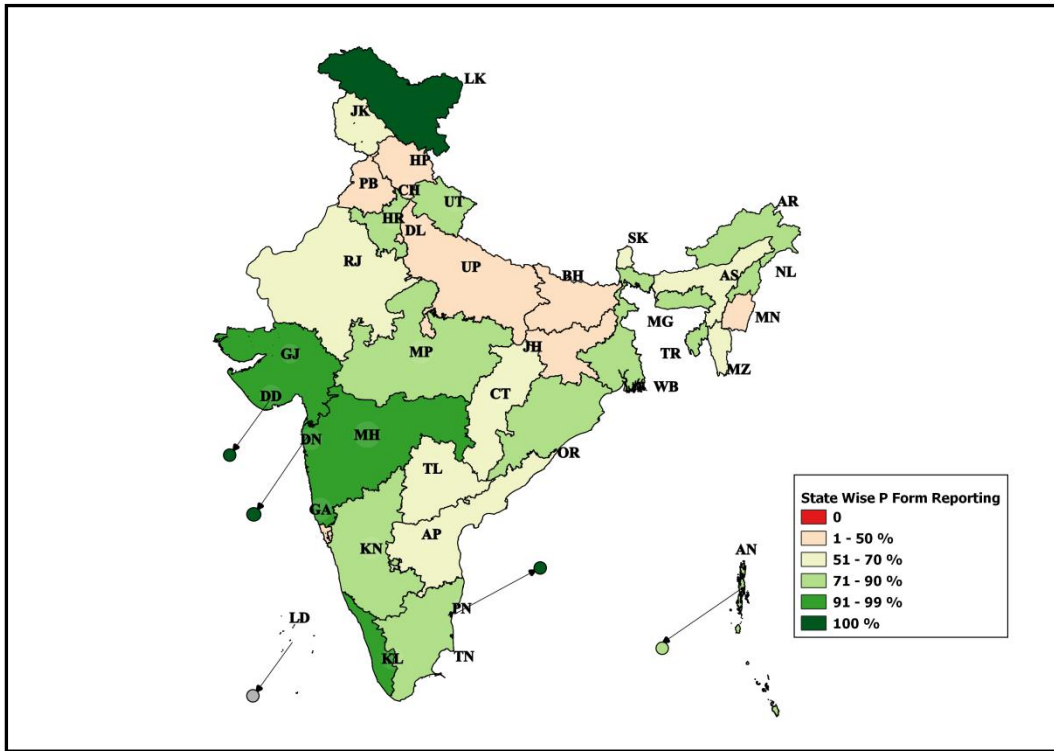 LK
JK
HP
PB
CH
UT
HR
DL
AR
SK
RJ
UP
BH
AS
NL
MG
MN
JH
TR
MZ
GJ
MP
CT
WB
DD
DN
MH
OR
TL
GA
KN
AP
AN
PN
LD
KL
TN
State Wise P Form Reporting
0
1 - 50 %
51 - 70 %
71 - 90 %
91 - 99 %
100 %